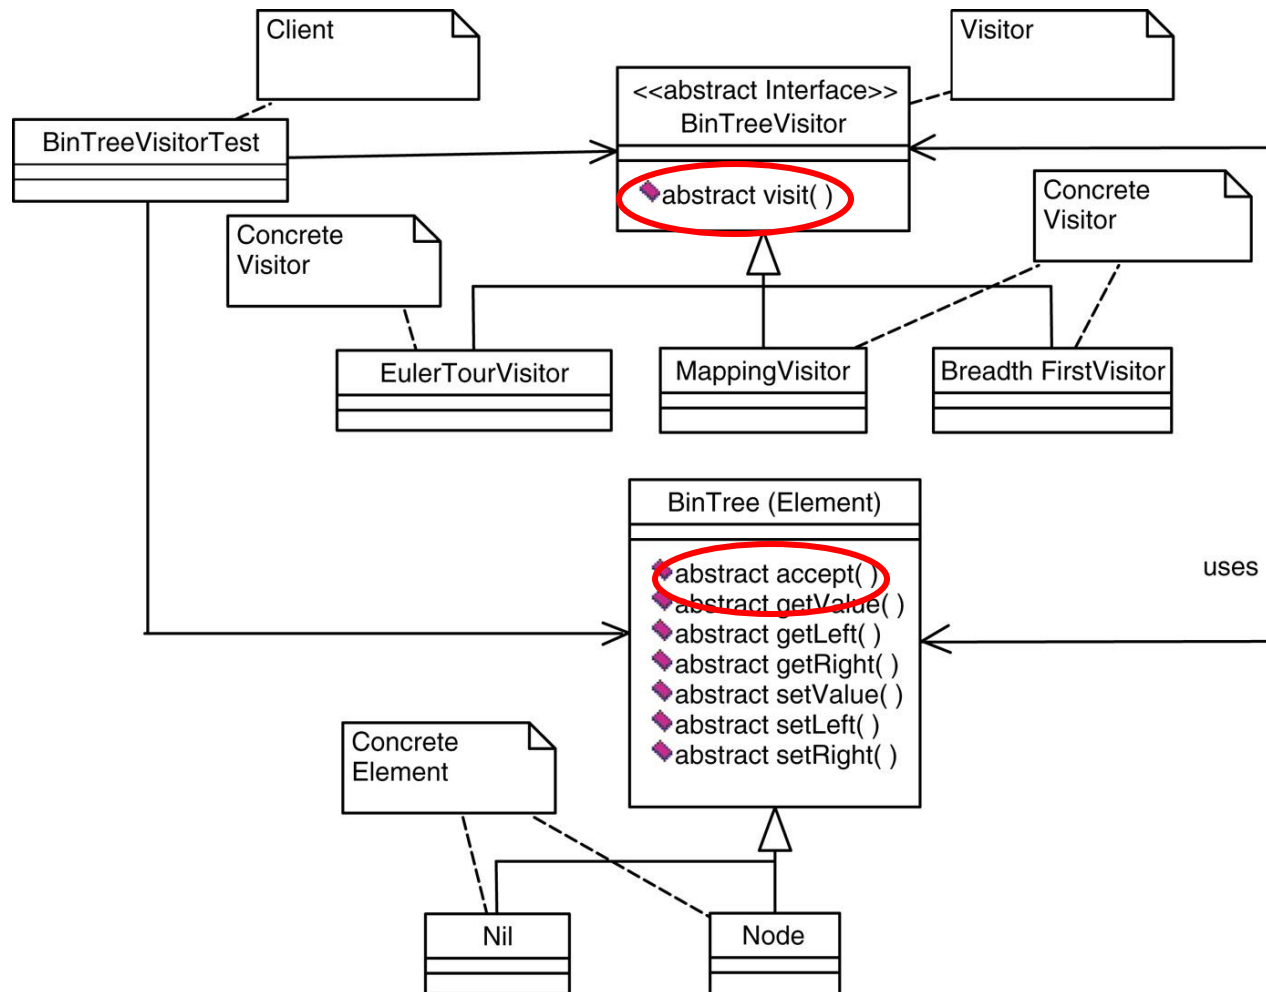 Client
Visitor
<<abstract Interface>>
BinTreeVisitor
BinTreeVisitorTest
abstract visit( )
Concrete
Visitor
Concrete
Visitor
EulerTourVisitor
MappingVisitor
Breadth FirstVisitor
BinTree (Element)
abstract accept( )
abstract getValue( )
abstract getLeft( )
abstract getRight( )
abstract setValue( )
abstract setLeft( )
abstract setRight( )
uses
Concrete
Element
Nil
Node